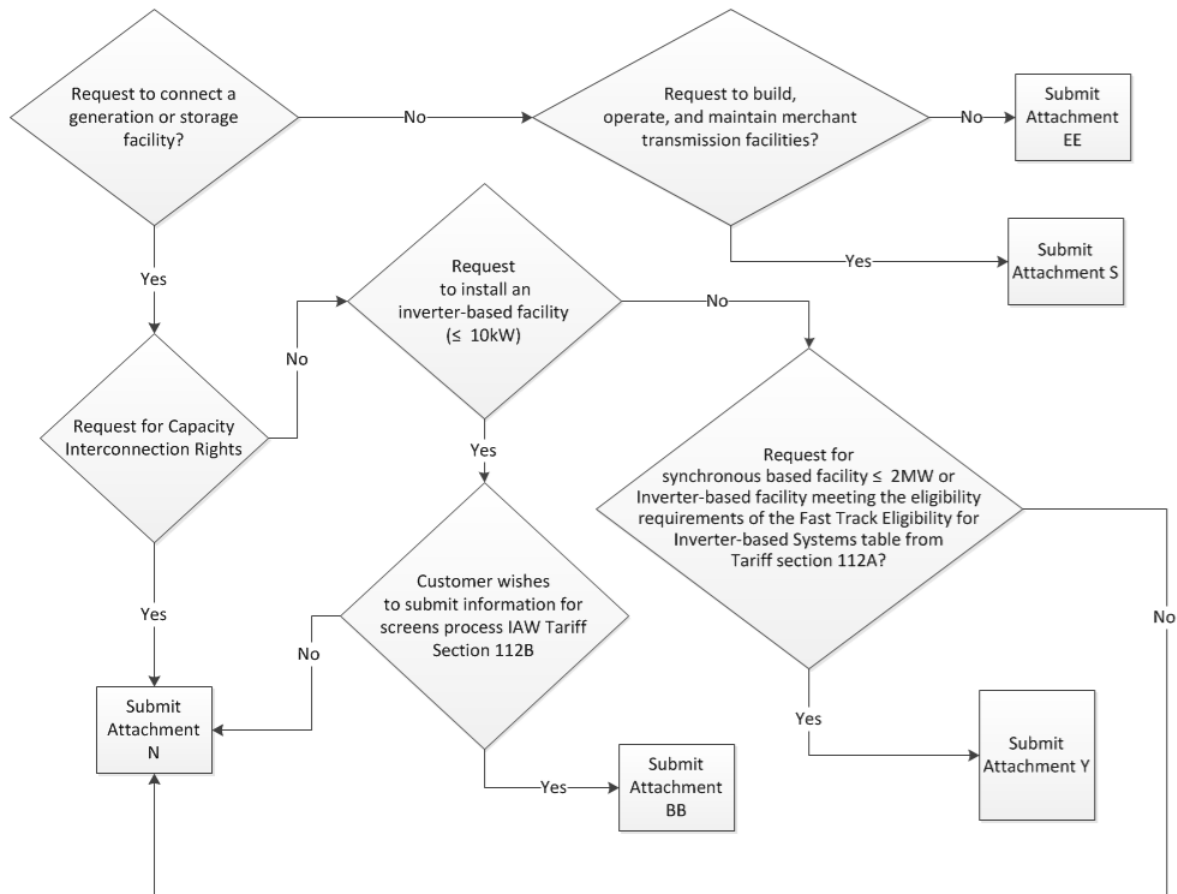 Request to connect a
generation or storage
facility?
No
Request to build,
operate, and maintain merchant
transmission facilities?
No
Submit
Attachment
EE
Yes
Submit
Attachment S
Yes
Request for Capacity
Interconnection Rights
No
Request
to install an
inverter-based facility
(≤ 10kW)
No
Yes
Request for
synchronous based facility ≤ 2MW or
Inverter-based facility meeting the eligibility
requirements of the Fast Track Eligibility for
Inverter-based Systems table from
Tariff section 112A?
No
Yes
Customer wishes
to submit information for
screens process IAW Tariff
Section 112B
No
Submit
Attachment
N
Yes
Submit
Attachment
BB
Yes
Submit
Attachment Y